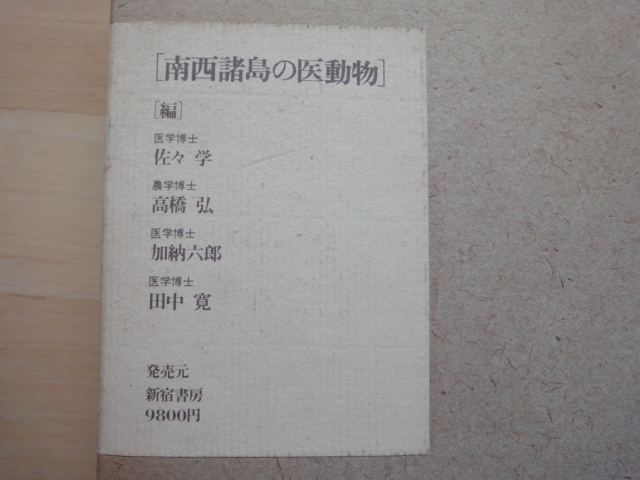 [南西諸島の医動物]
[編]
医学博士
佐々 学
農学博士
高橋 弘
医学博士
加納六郎
医学博士
田中 寛
発売元
新宿書房
9800円